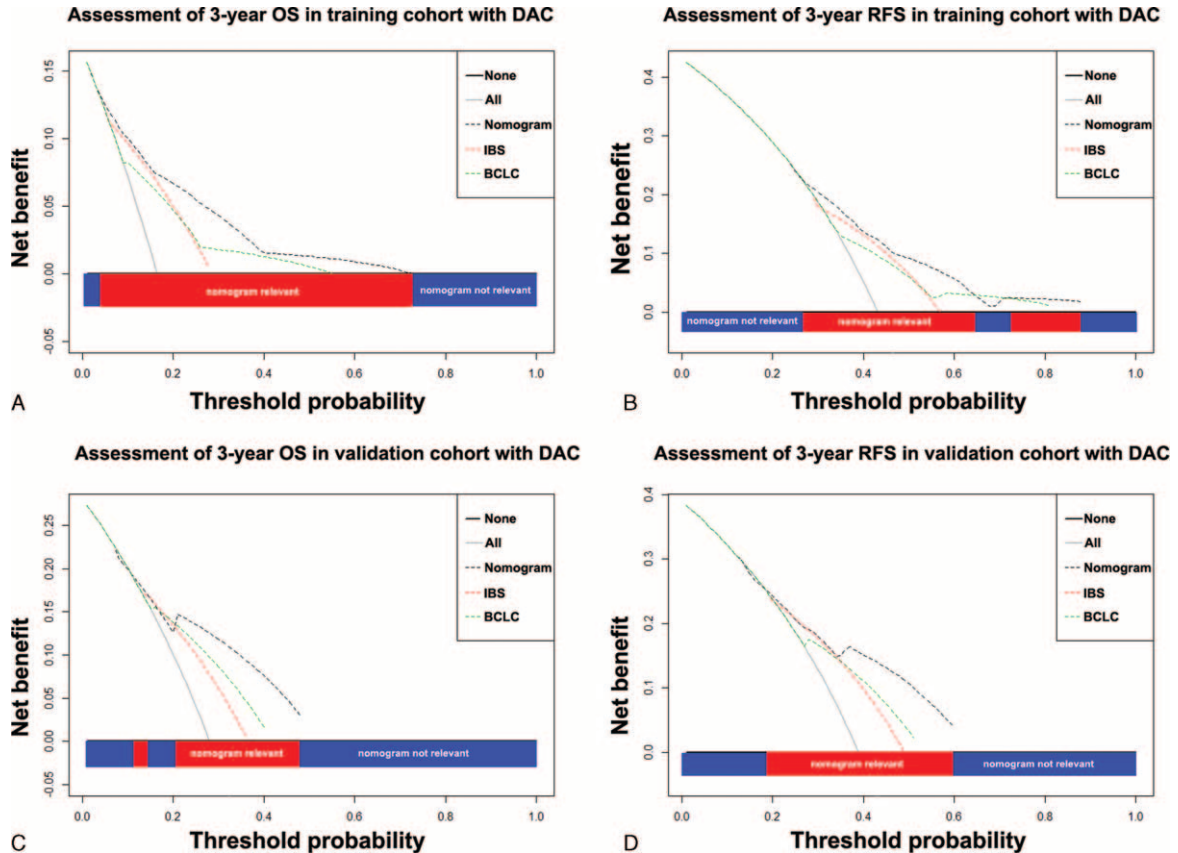 Assessment of 3-year OS in training cohort with DAC
Net benefit
0.15
0.10
0.05
0.00
-0.05
None
All
Nomogram
IBS
BCLC
nomogram relevant
nomogram not relevant
0.0 0.2 0.4 0.6 0.8 1.0
Threshold probability
A
Assessment of 3-year RFS in training cohort with DAC
Net benefit
0.4
0.3
0.2
0.1
0.0
None
All
Nomogram
IBS
BCLC
nomogram not relevant
nomogram relevant
0.0 0.2 0.4 0.6 0.8 1.0
Threshold probability
B
Assessment of 3-year OS in validation cohort with DAC
Net benefit
0.25
0.20
0.15
0.10
0.05
0.00
-0.05
None
All
Nomogram
IBS
BCLC
nomogram relevant
nomogram not relevant
0.0 0.2 0.4 0.6 0.8 1.0
Threshold probability
C
Assessment of 3-year RFS in validation cohort with DAC
Net benefit
0.4
0.3
0.2
0.1
0.0
None
All
Nomogram
IBS
BCLC
nomogram relevant
nomogram not relevant
0.0 0.2 0.4 0.6 0.8 1.0
Threshold probability
D